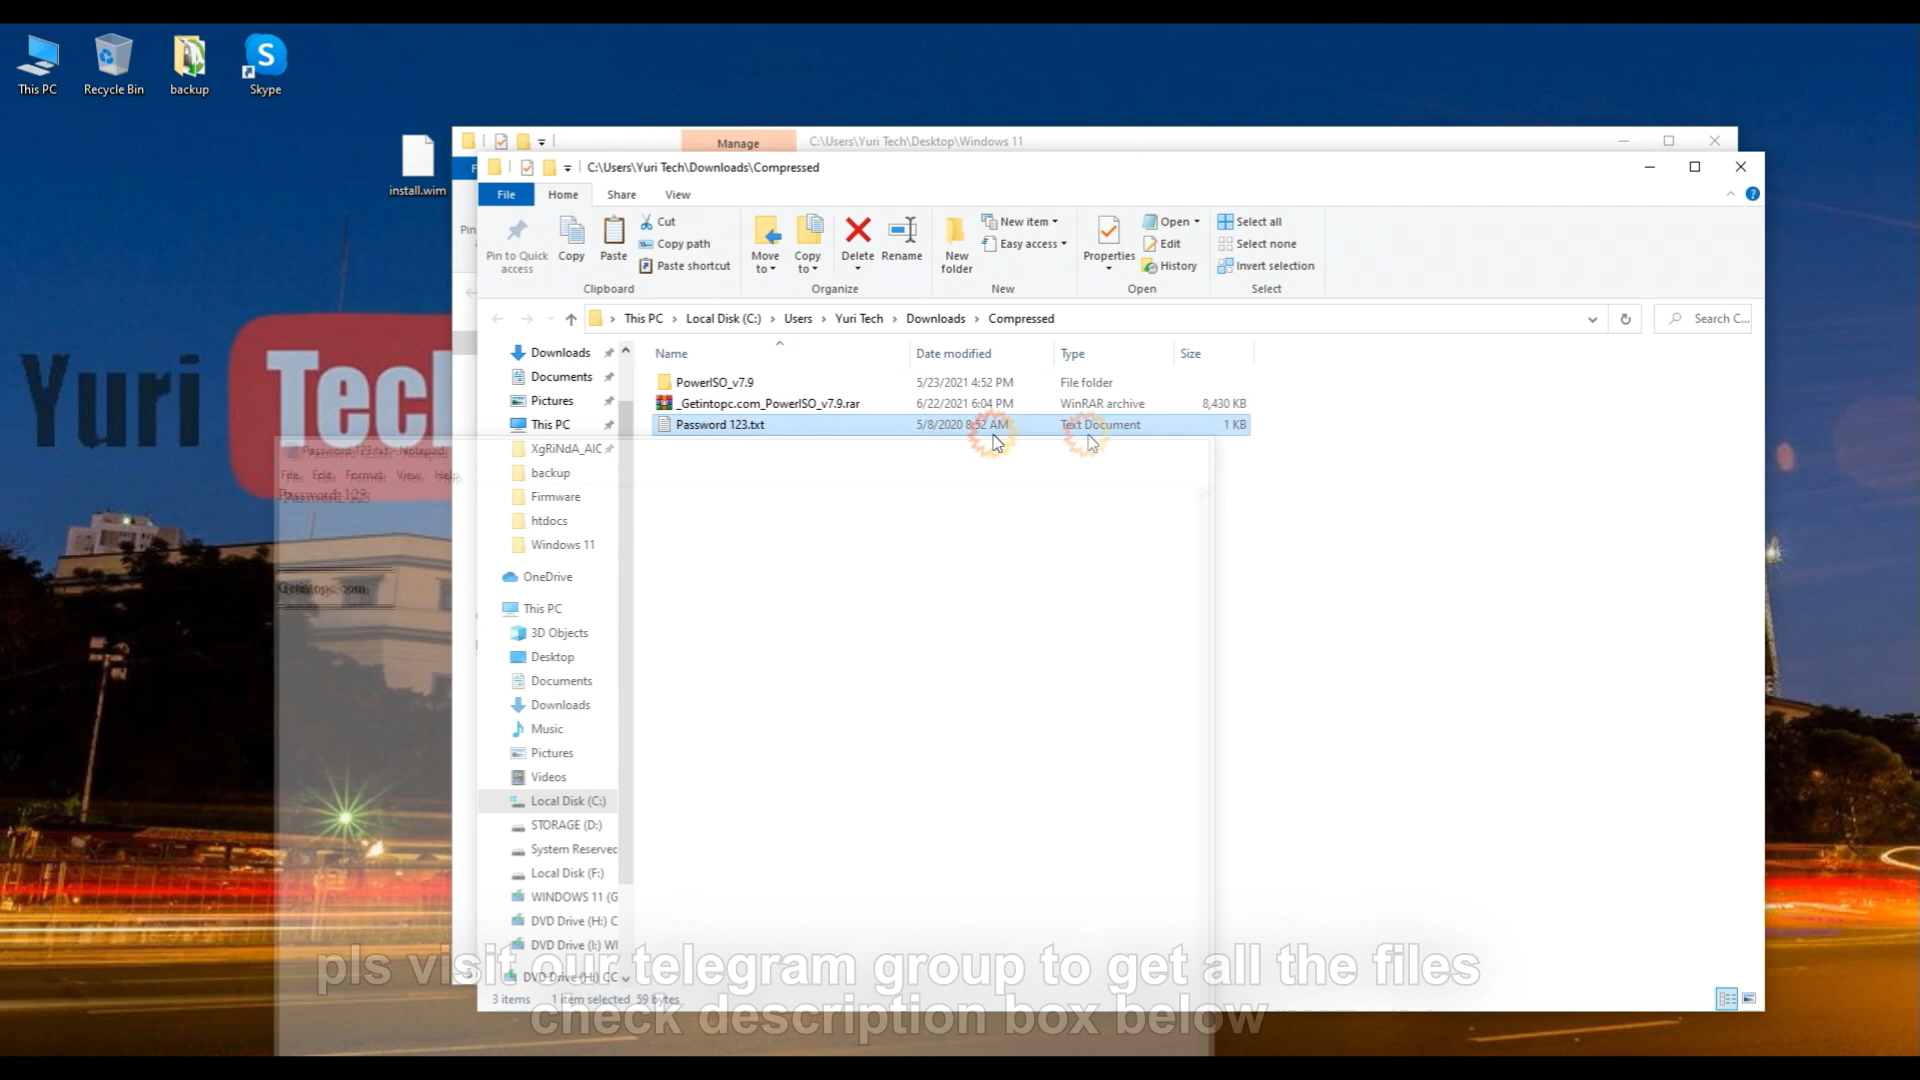 This PC
Recycle Bin
backup
Skype
install.wim
Manage
C:\Users\Yuri Tech\Desktop\Windows 11
C:\Users\Yuri Tech\Downloads\Compressed
File
Home
Share
View
Pin to Quick access
Copy
Paste
Cut
Copy path
Paste shortcut
Clipboard
Move to
Copy to
Delete
Rename
Organize
New folder
New item
Easy access
New
Properties
Open
Edit
History
Open
Select all
Select none
Invert selection
Select
This PC > Local Disk (C:) > Users > Yuri Tech > Downloads > Compressed
Search C...
Name
Date modified
Type
Size
PowerISO_v7.9 5/23/2021 4:52 PM File folder
_Getintopc.com_PowerISO_v7.9.rar 6/22/2021 6:04 PM WinRAR archive 8,430 KB
Password 123.txt 5/8/2020 8:52 AM Text Document 1 KB
Downloads
Documents
Pictures
This PC
XgRiNdA_AIC
backup
Firmware
htdocs
Windows 11
OneDrive
This PC
3D Objects
Desktop
Documents
Downloads
Music
Pictures
Videos
Local Disk (C:)
STORAGE (D:)
System Reserved
Local Disk (F:)
WINDOWS 11 (G
DVD Drive (H:) C
DVD Drive (I:) WI
DVD Drive (H:) CC
3 items 1 item selected 59 bytes
Yuri Tech
Password 123.txt - Notepad
File Edit Format View Help
Password: 123
Getintopc.com
pls visit our telegram group to get all the files
check description box below